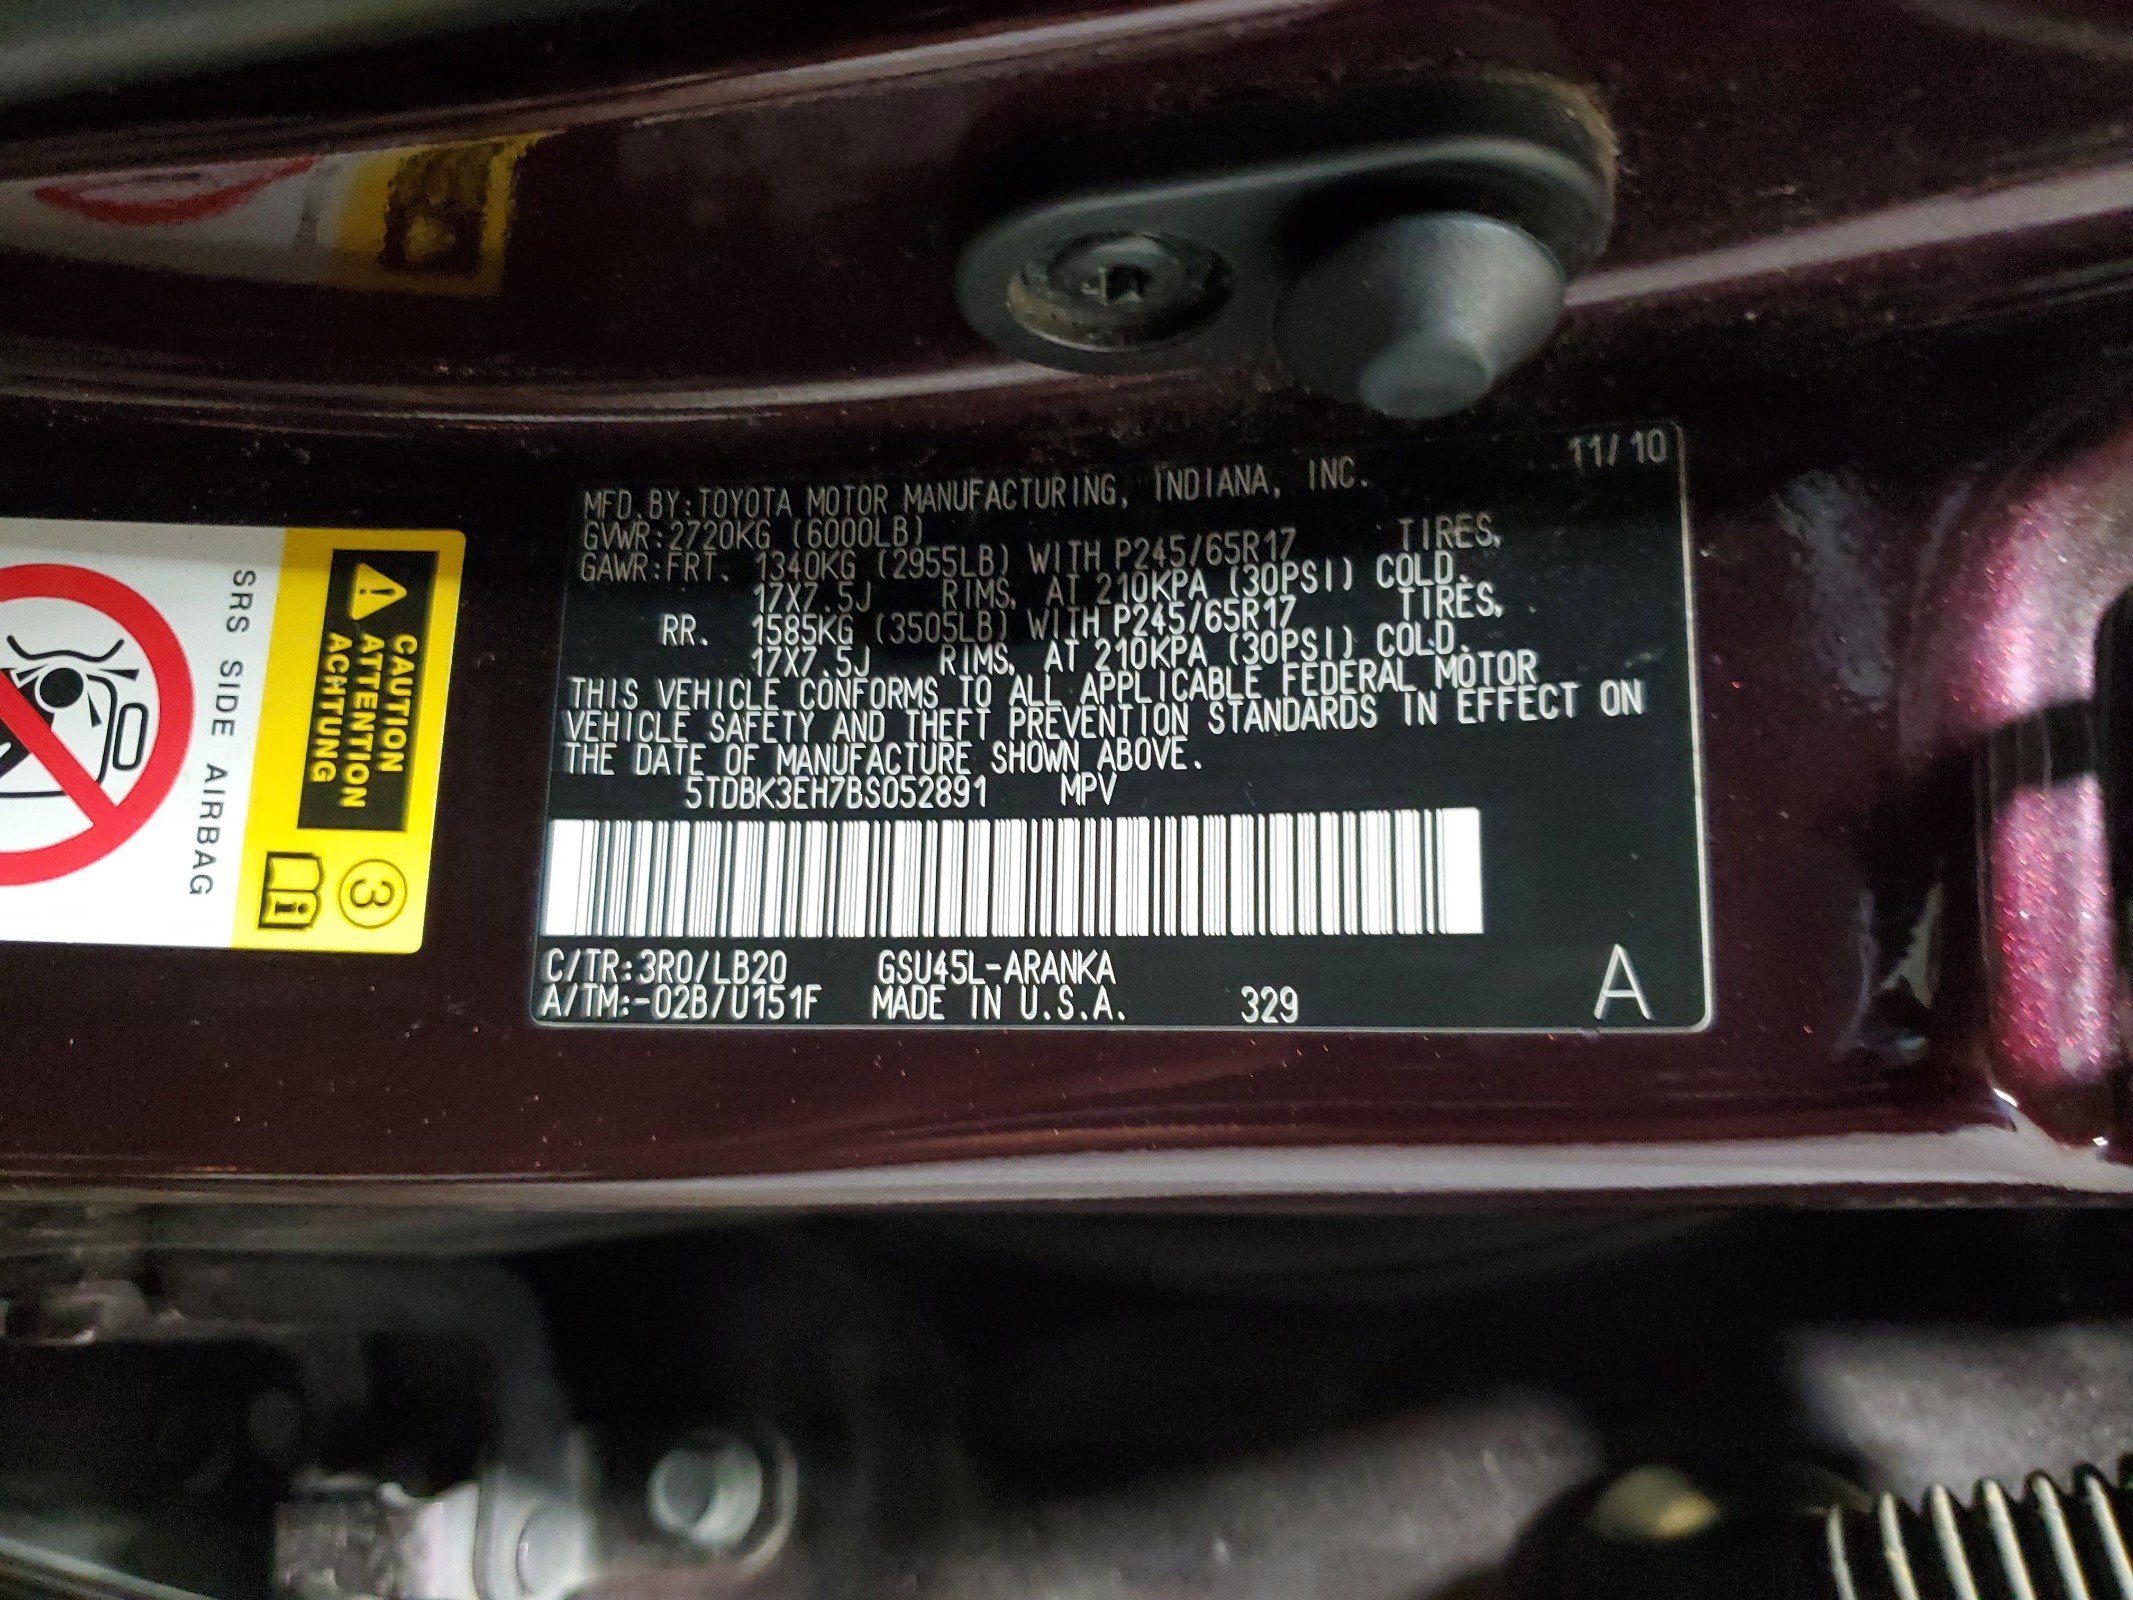 11/10
MFD.BY:TOYOTA MOTOR MANUFACTURING, INDIANA, INC.
GVWR:2720KG (6000LB)
GAWR:FRT. 1340KG (2955LB) WITH P245/65R17 TIRES,
17X7.5J RIMS, AT 210KPA (30PSI) COLD.
RR. 1585KG (3505LB) WITH P245/65R17 TIRES,
17X7.5J RIMS, AT 210KPA (30PSI) COLD.
THIS VEHICLE CONFORMS TO ALL APPLICABLE FEDERAL MOTOR
VEHICLE SAFETY AND THEFT PREVENTION STANDARDS IN EFFECT ON
THE DATE OF MANUFACTURE SHOWN ABOVE.
5TDBK3EH7BS052891 MPV
C/TR:3R0/LB20 GSU45L-ARANKA
A/TM:-02B/U151F MADE IN U.S.A. 329 A
CAUTION
ATTENTION
ACHTUNG
3
i
SRS SIDE AIRBAG